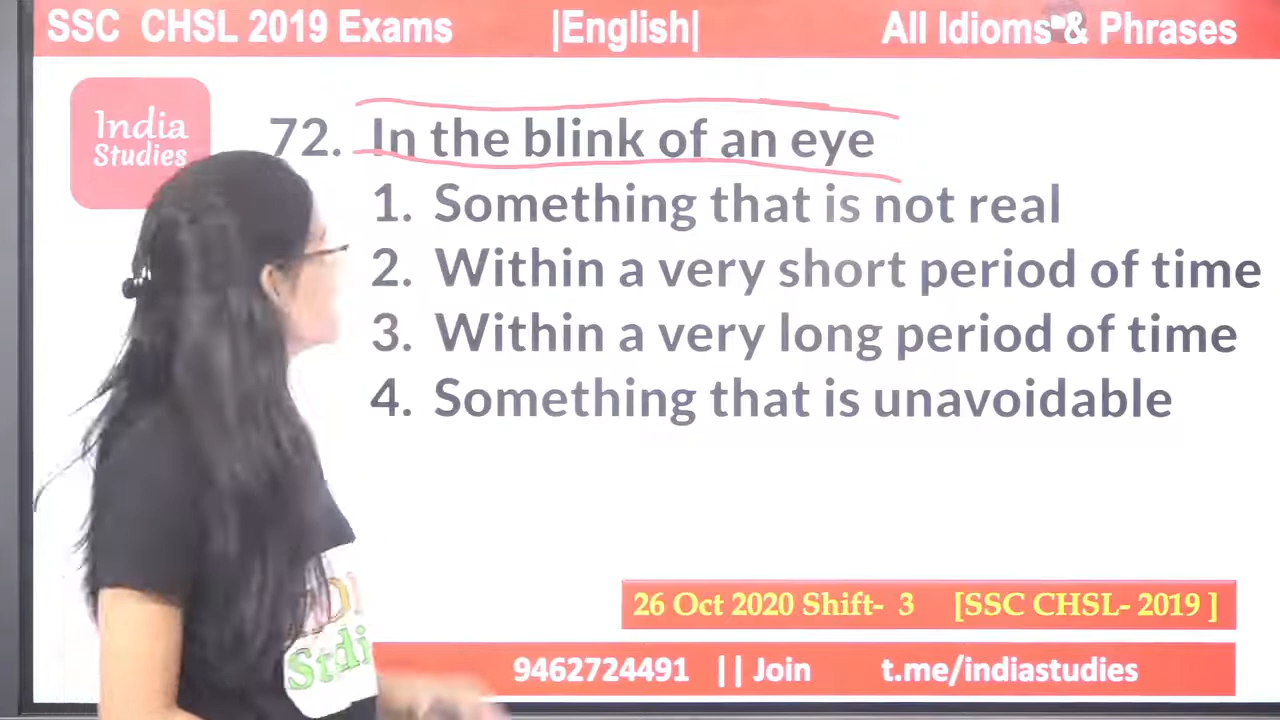 SSC CHSL 2019 Exams |English| All Idioms & Phrases
India
Studies
72. In the blink of an eye
1. Something that is not real
2. Within a very short period of time
3. Within a very long period of time
4. Something that is unavoidable
26 Oct 2020 Shift- 3 [SSC CHSL- 2019 ]
9462724491 || Join t.me/indiastudies